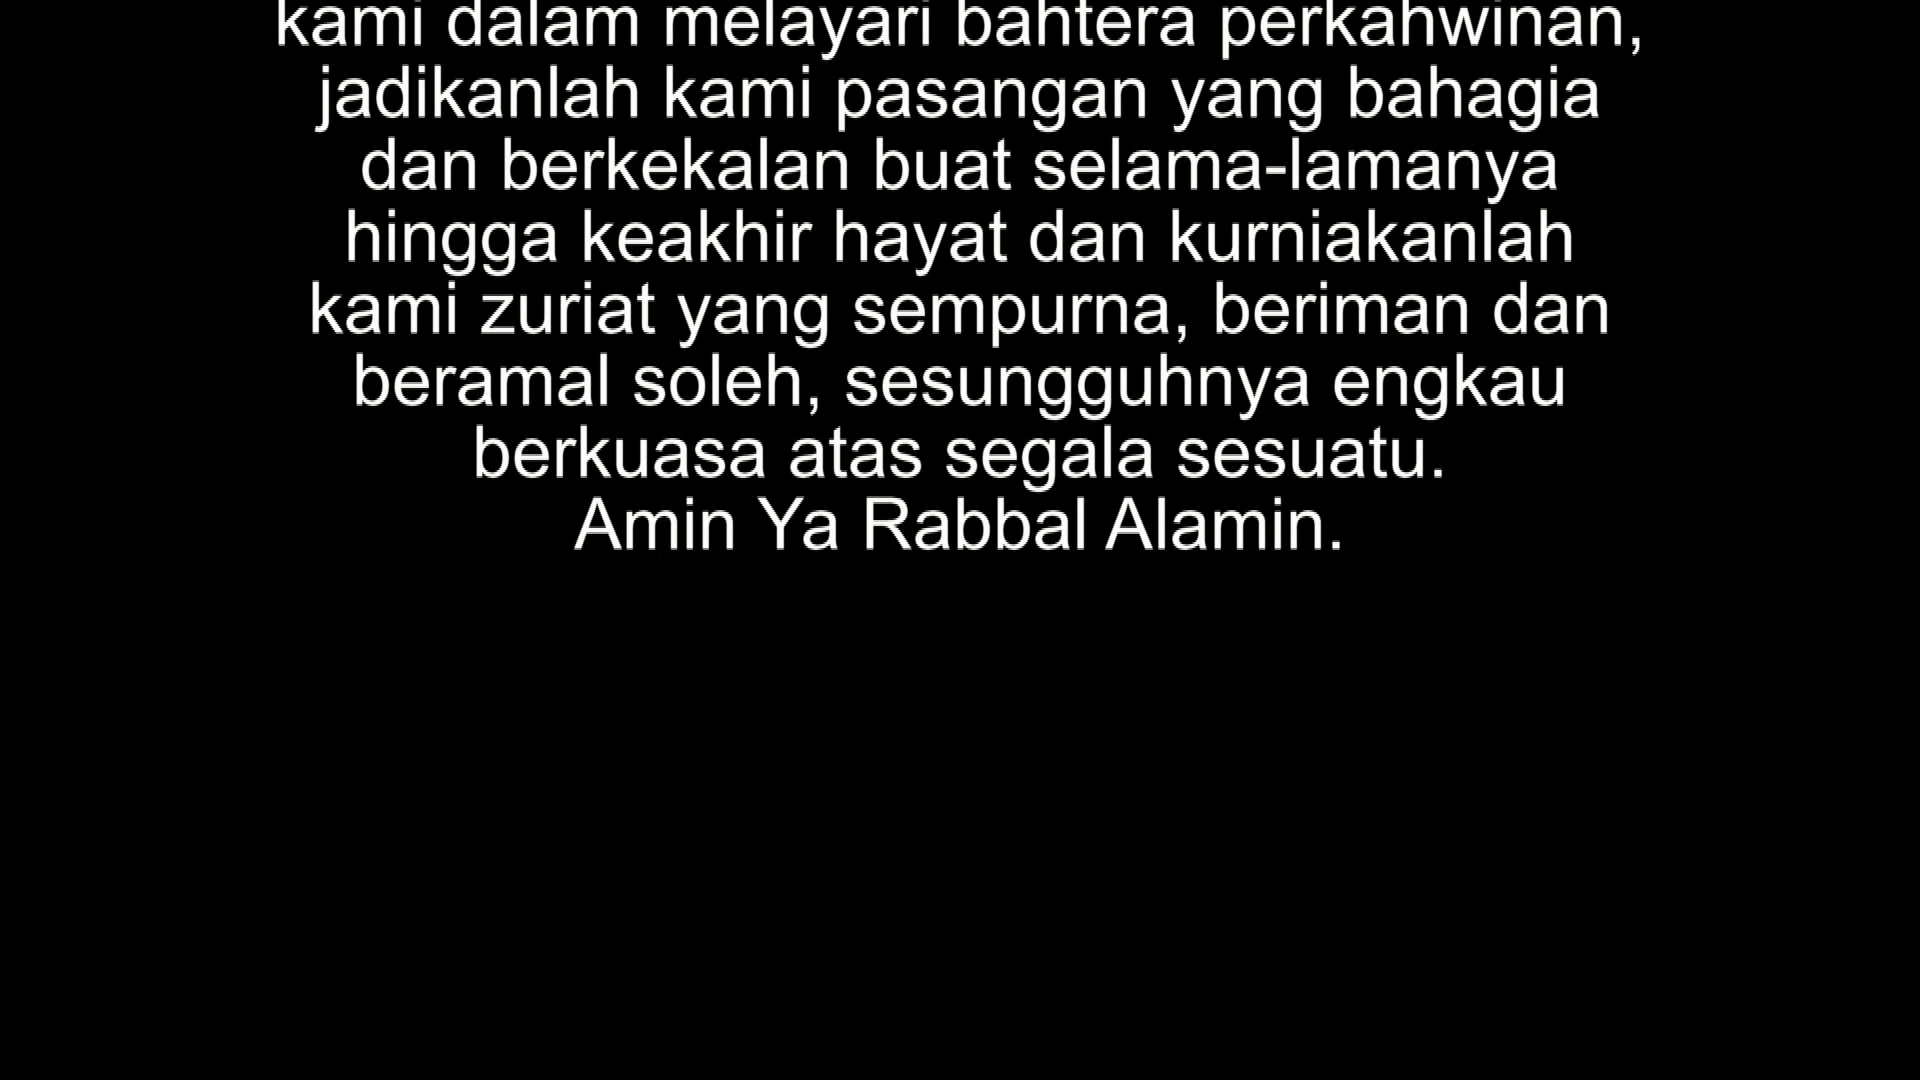 kami dalam melayari bahtera perkahwinan,
jadikanlah kami pasangan yang bahagia
dan berkekalan buat selama-lamanya
hingga keakhir hayat dan kurniakanlah
kami zuriat yang sempurna, beriman dan
beramal soleh, sesungguhnya engkau
berkuasa atas segala sesuatu.
Amin Ya Rabbal Alamin.